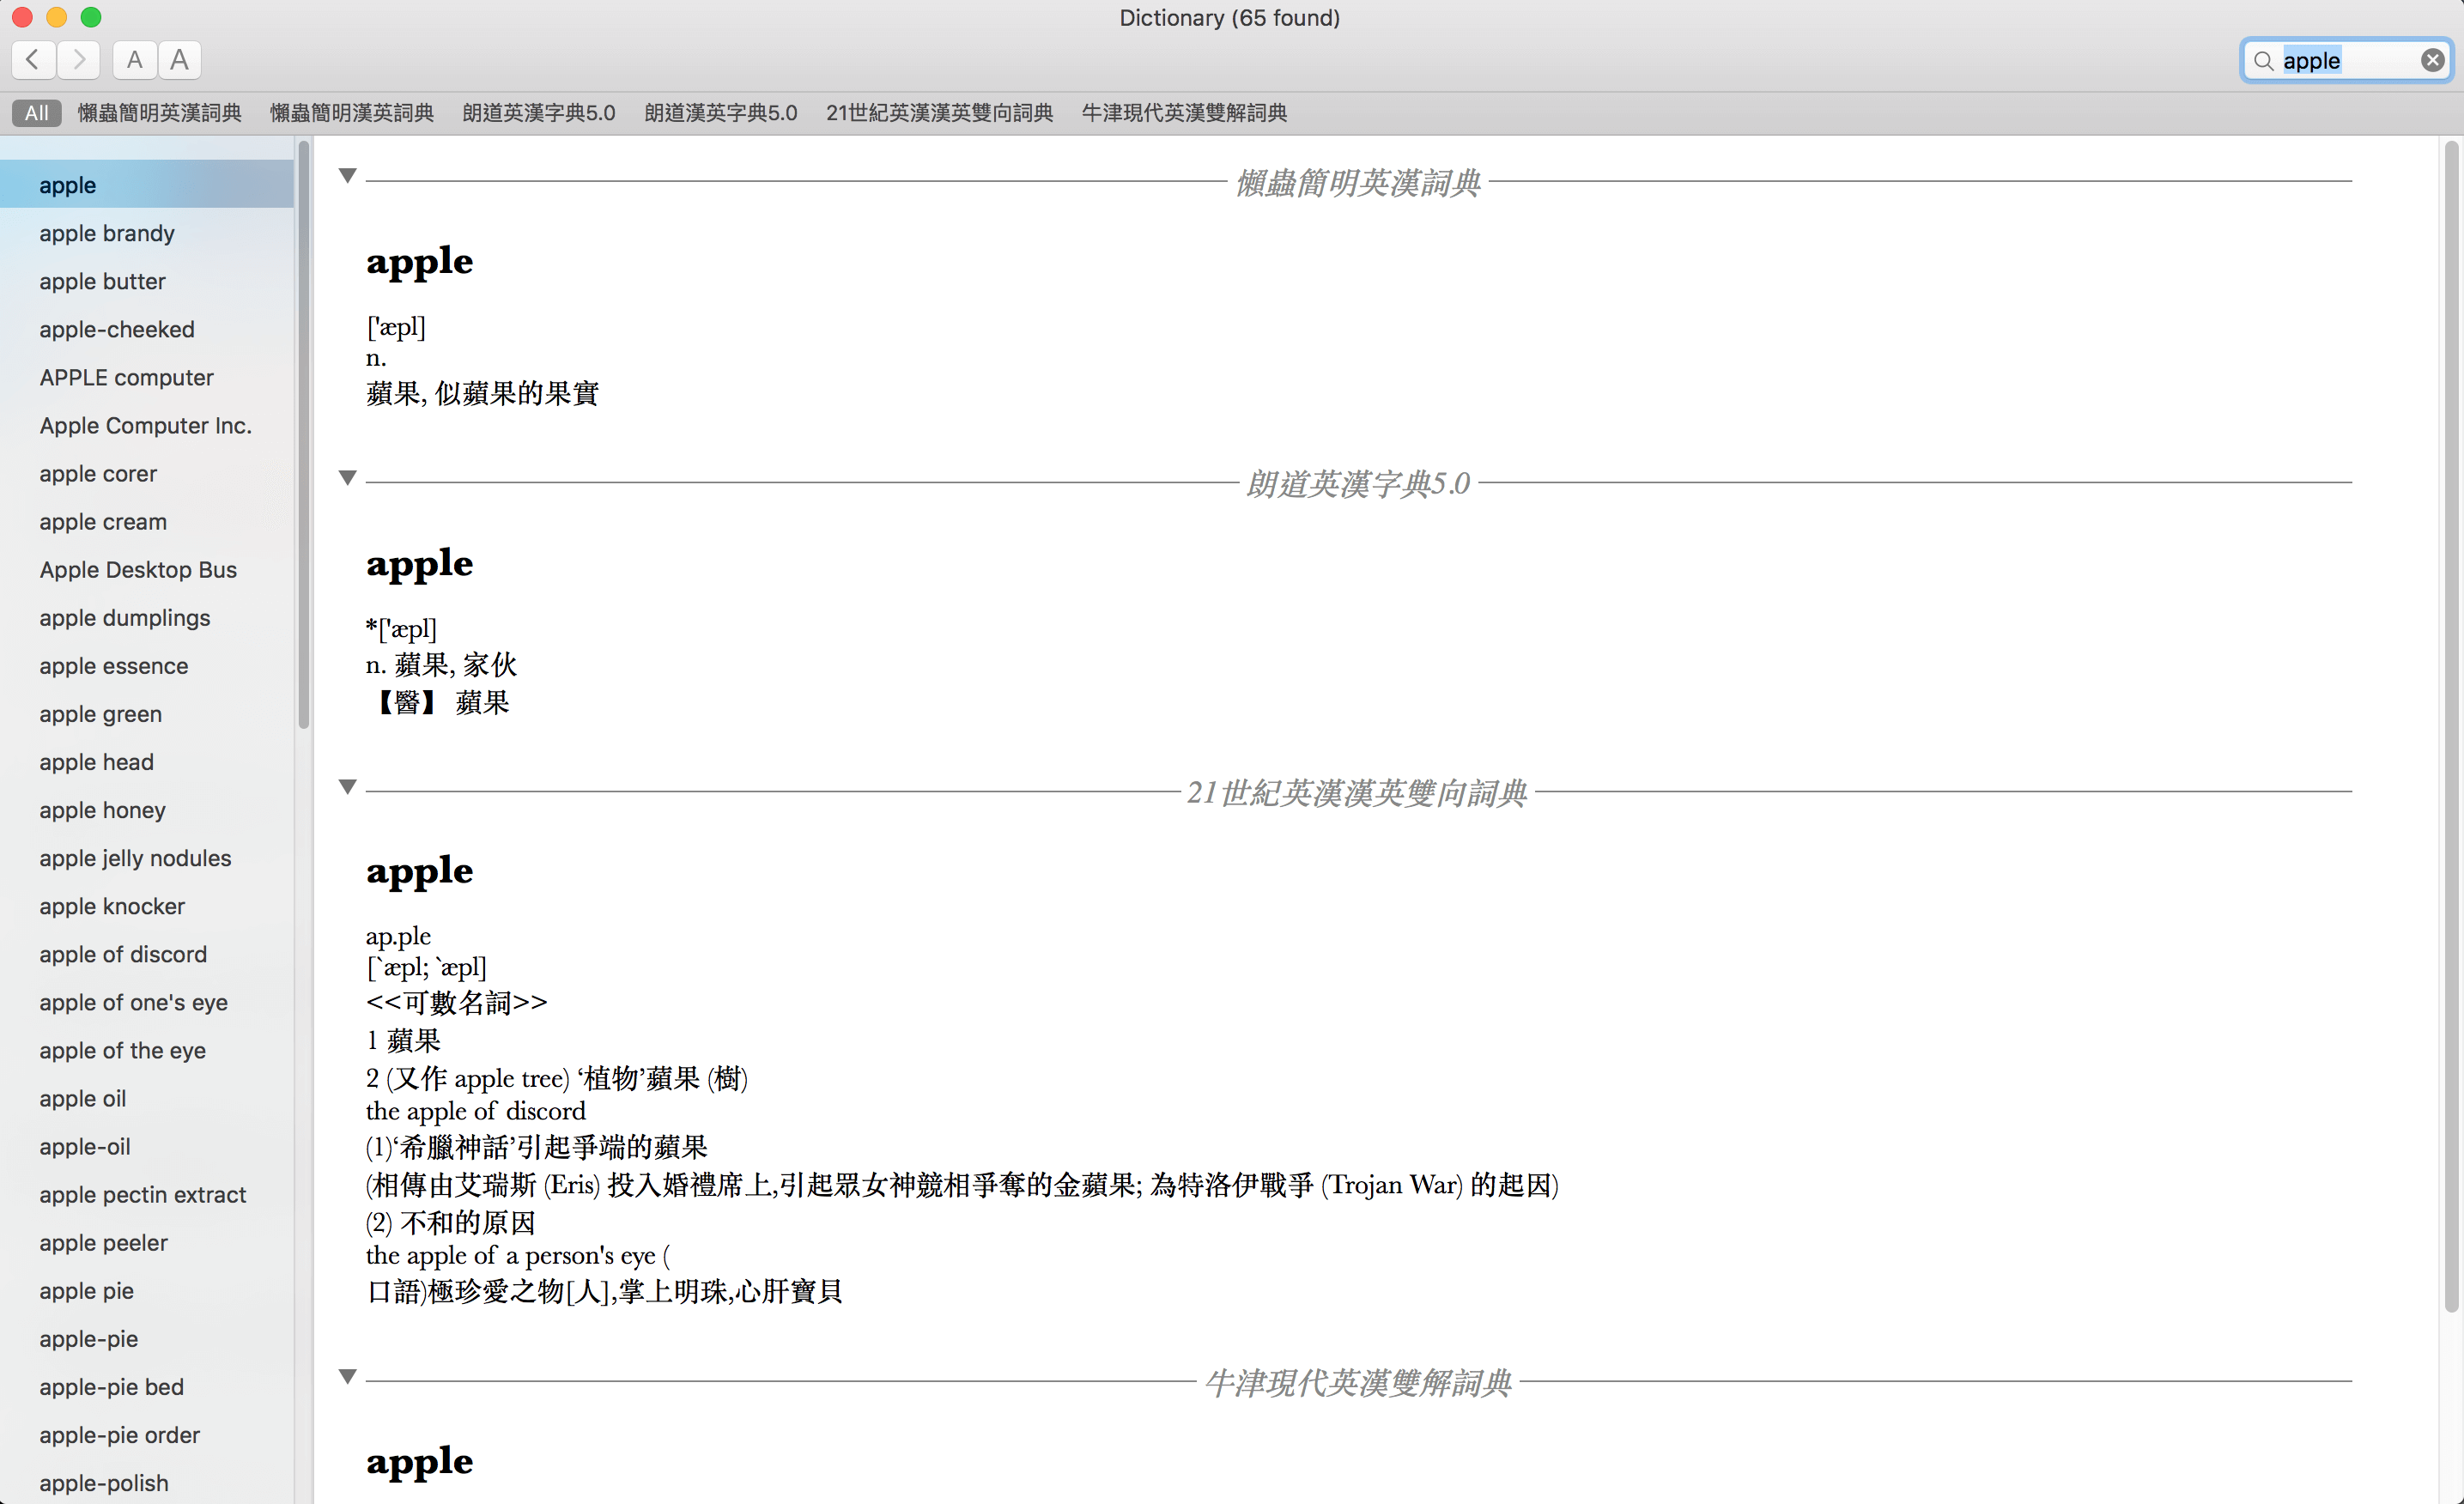 Dictionary (65 found)
A A
apple
All 懶蟲簡明英漢詞典 懶蟲簡明漢英詞典 朗道英漢字典5.0 朗道漢英字典5.0 21世紀英漢漢英雙向詞典 牛津現代英漢雙解詞典
apple
apple brandy
apple butter
apple-cheeked
APPLE computer
Apple Computer Inc.
apple corer
apple cream
Apple Desktop Bus
apple dumplings
apple essence
apple green
apple head
apple honey
apple jelly nodules
apple knocker
apple of discord
apple of one's eye
apple of the eye
apple oil
apple-oil
apple pectin extract
apple peeler
apple pie
apple-pie
apple-pie bed
apple-pie order
apple-polish
懶蟲簡明英漢詞典
apple
['æpl]
n.
蘋果, 似蘋果的果實
朗道英漢字典5.0
apple
*['æpl]
n. 蘋果, 家伙
【醫】 蘋果
21世紀英漢漢英雙向詞典
apple
ap.ple
[`æpl; `æpl]
<<可數名詞>>
1 蘋果
2 (又作 apple tree) ‘植物’蘋果 (樹)
the apple of discord
(1)‘希臘神話’引起爭端的蘋果
(相傳由艾瑞斯 (Eris) 投入婚禮席上,引起眾女神競相爭奪的金蘋果; 為特洛伊戰爭 (Trojan War) 的起因)
(2) 不和的原因
the apple of a person's eye (
口語)極珍愛之物[人],掌上明珠,心肝寶貝
牛津現代英漢雙解詞典
apple